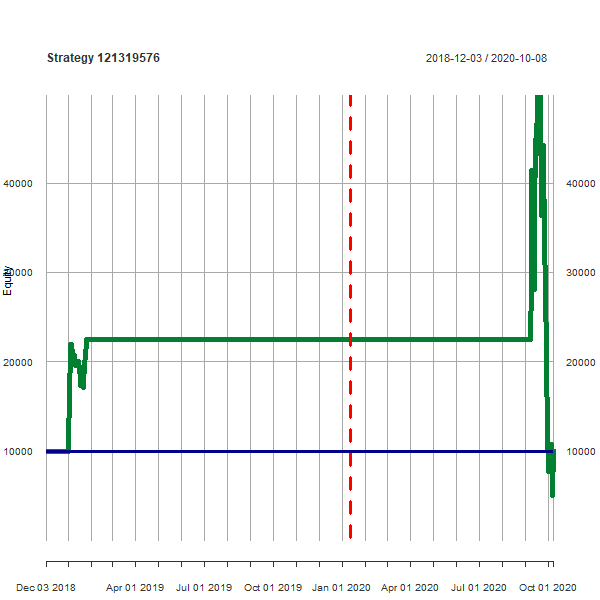 Strategy 121319576
2018-12-03 / 2020-10-08
40000 40000
30000 30000
Equity
20000 20000
10000 10000
Dec 03 2018 Apr 01 2019 Jul 01 2019 Oct 01 2019 Jan 01 2020 Apr 01 2020 Jul 01 2020 Oct 01 2020